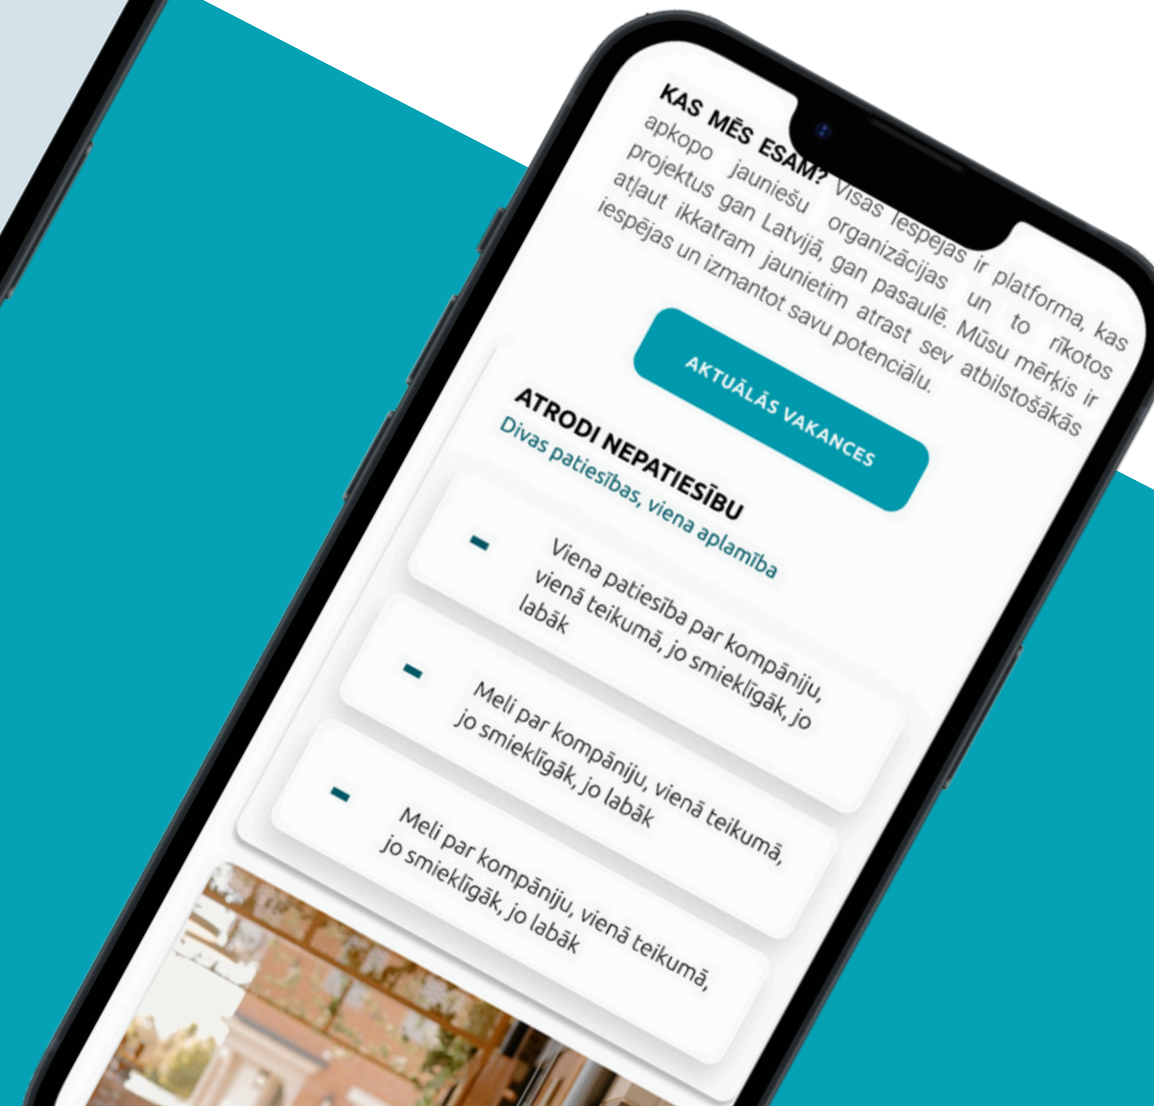 KAS MĒS ESAM? Visas iespējas ir platforma, kas
apkopo jauniešu organizācijas un to rīkotos
projektus gan Latvijā, gan pasaulē. Mūsu mērķis ir
atļaut ikkatram jaunietim atrast sev atbilstošākās
iespējas un izmantot savu potenciālu.
AKTUĀLĀS VAKANCES
ATRODI NEPATIESĪBU
Divas patiesības, viena aplamība
Viena patiesība par kompāniju,
vienā teikumā, jo smieklīgāk, jo
labāk
Meli par kompāniju, vienā teikumā,
jo smieklīgāk, jo labāk
Meli par kompāniju, vienā teikumā,
jo smieklīgāk, jo labāk